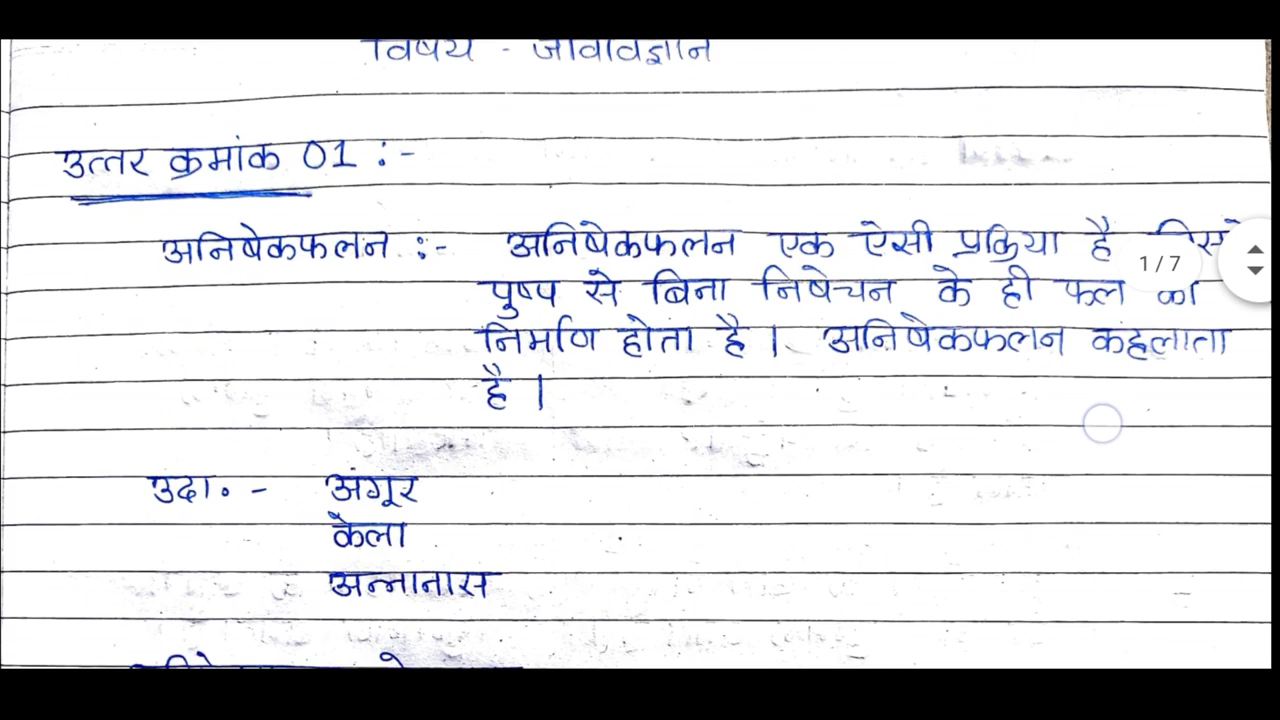 विषय - जीवविज्ञान
उत्तर क्रमांक 01 :-
अनिषेकफलन :- अनिषेकफलन एक ऐसी प्रक्रिया है
1/7
पुष्प से बिना निषेचन के ही फल का
निर्माण होता है । अनिषेकफलन कहलाता
है ।
उदा. - अंगूर
केला
अन्नानास